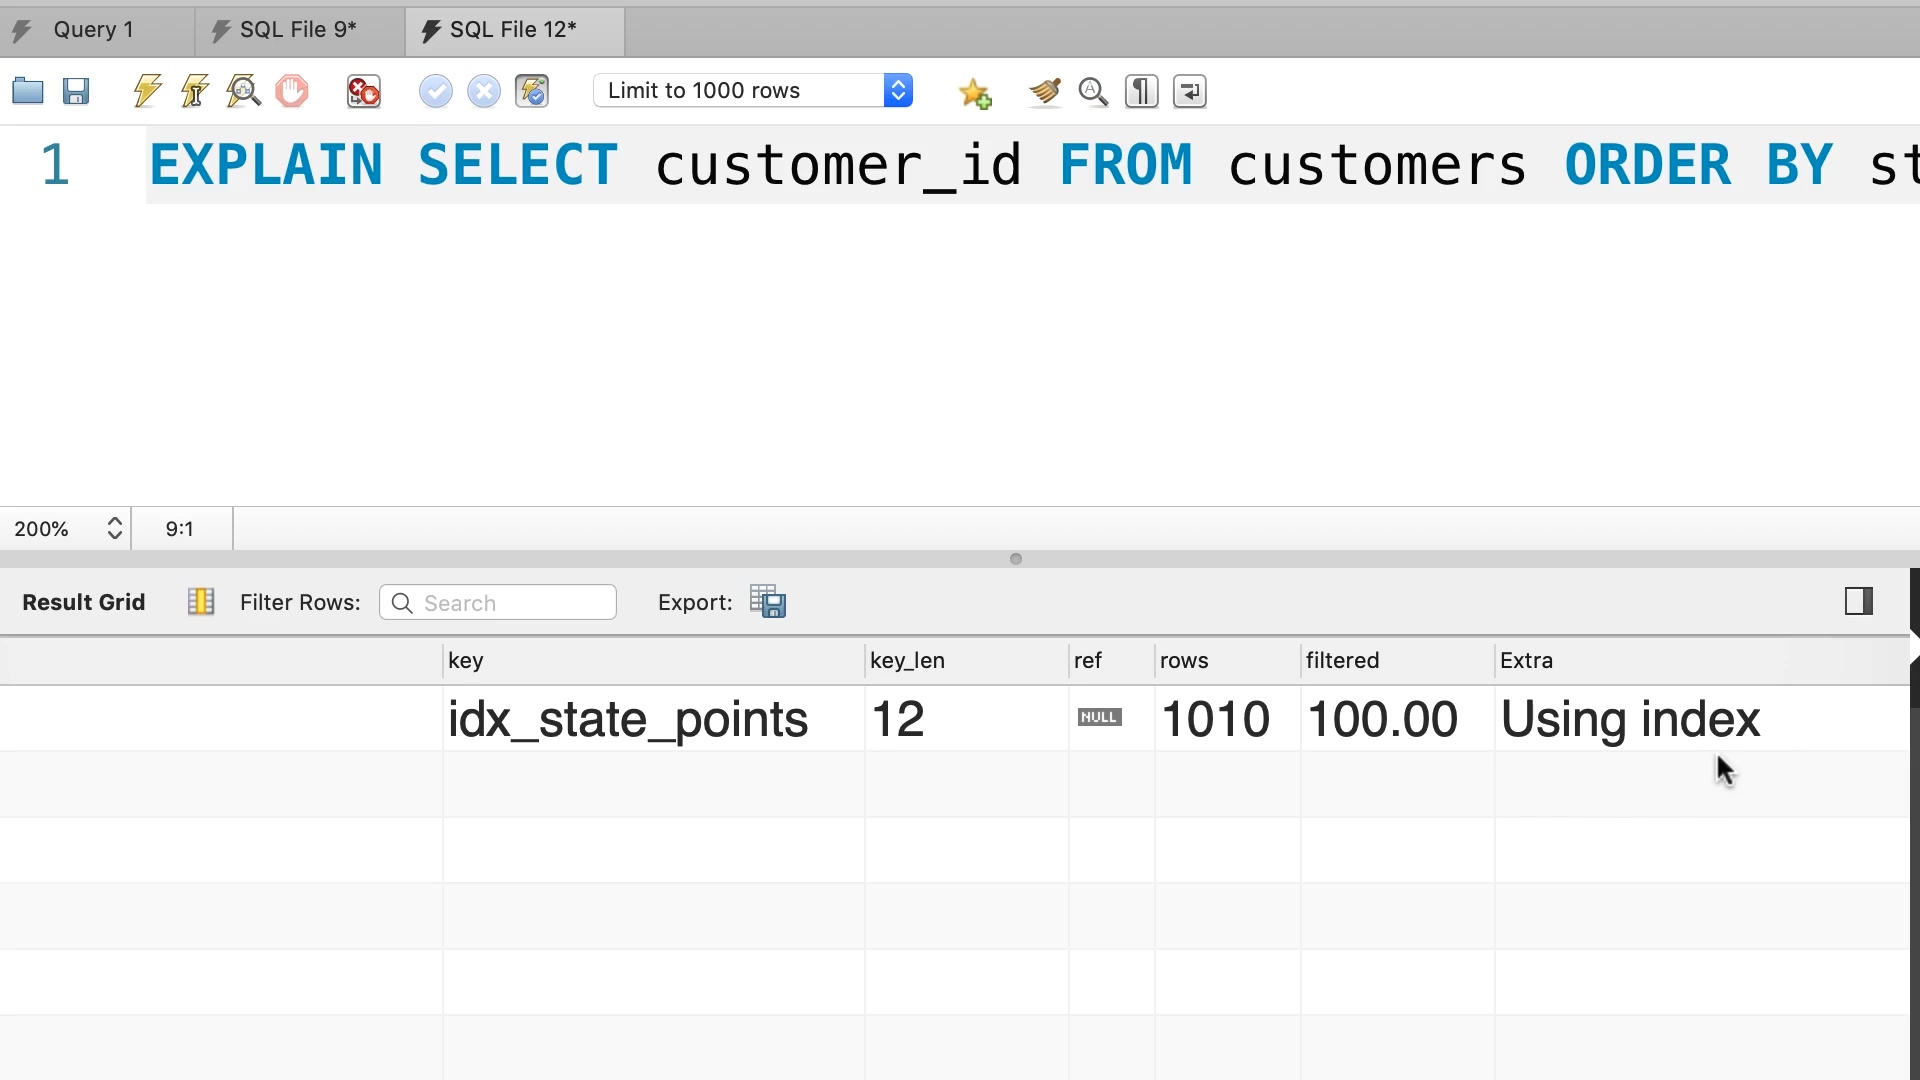 Query 1 SQL File 9* SQL File 12*
Limit to 1000 rows
1 EXPLAIN SELECT customer_id FROM customers ORDER BY st
200% 9:1
Result Grid Filter Rows: Search Export:
key key_len ref rows filtered Extra
idx_state_points 12 NULL 1010 100.00 Using index